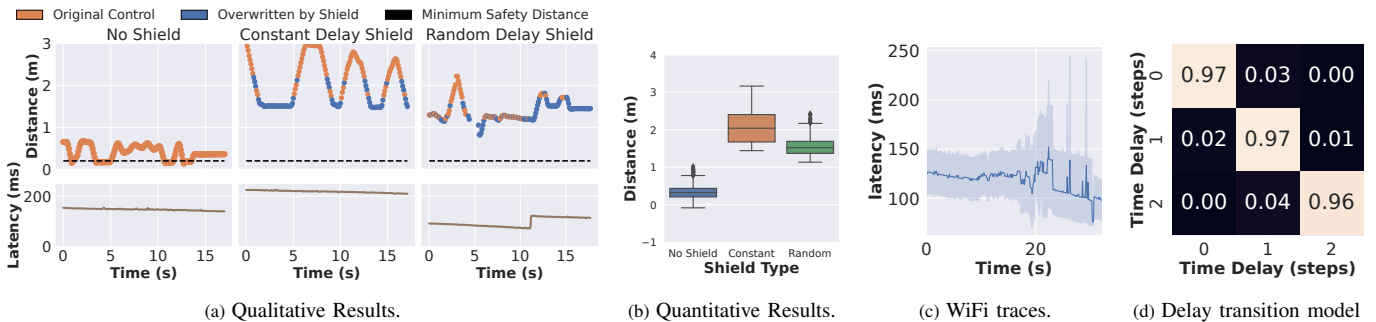 Original Control
Overwritten by Shield
Minimum Safety Distance
No Shield
Constant Delay Shield
Random Delay Shield
Distance (m)
3
2
1
0
Latency (ms)
200
0
0 5 10 15
0 5 10 15
0 5 10 15
Time (s)
Time (s)
Time (s)
(a) Qualitative Results.
Distance (m)
4
3
2
1
0
−1
No Shield Constant Random
Shield Type
(b) Quantitative Results.
latency (ms)
250
200
150
100
0 20
Time (s)
(c) WiFi traces.
Time Delay (steps)
0 0.97 0.03 0.00
1 0.02 0.97 0.01
2 0.00 0.04 0.96
0 1 2
Time Delay (steps)
(d) Delay transition model